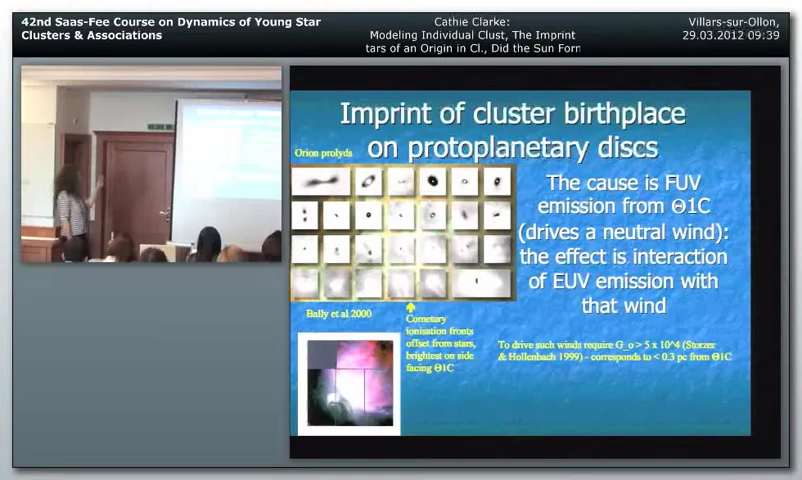 42nd Saas-Fee Course on Dynamics of Young Star
Clusters & Associations
Cathie Clarke:
Modeling Individual Clust, The Imprint
tars of an Origin in Cl., Did the Sun Forn
Villars-sur-Ollon,
29.03.2012 09:39
Imprint of cluster birthplace
on protoplanetary discs
Orion prolyds
The cause is FUV
emission from Θ1C
(drives a neutral wind):
the effect is interaction
of EUV emission with
that wind
Bally et al 2000
Cometary
ionisation fronts
offset from stars,
brightest on side
facing Θ1C
To drive such winds require G_o > 5 x 10^4 (Storzer
& Hollenbach 1999) - corresponds to < 0.3 pc from Θ1C